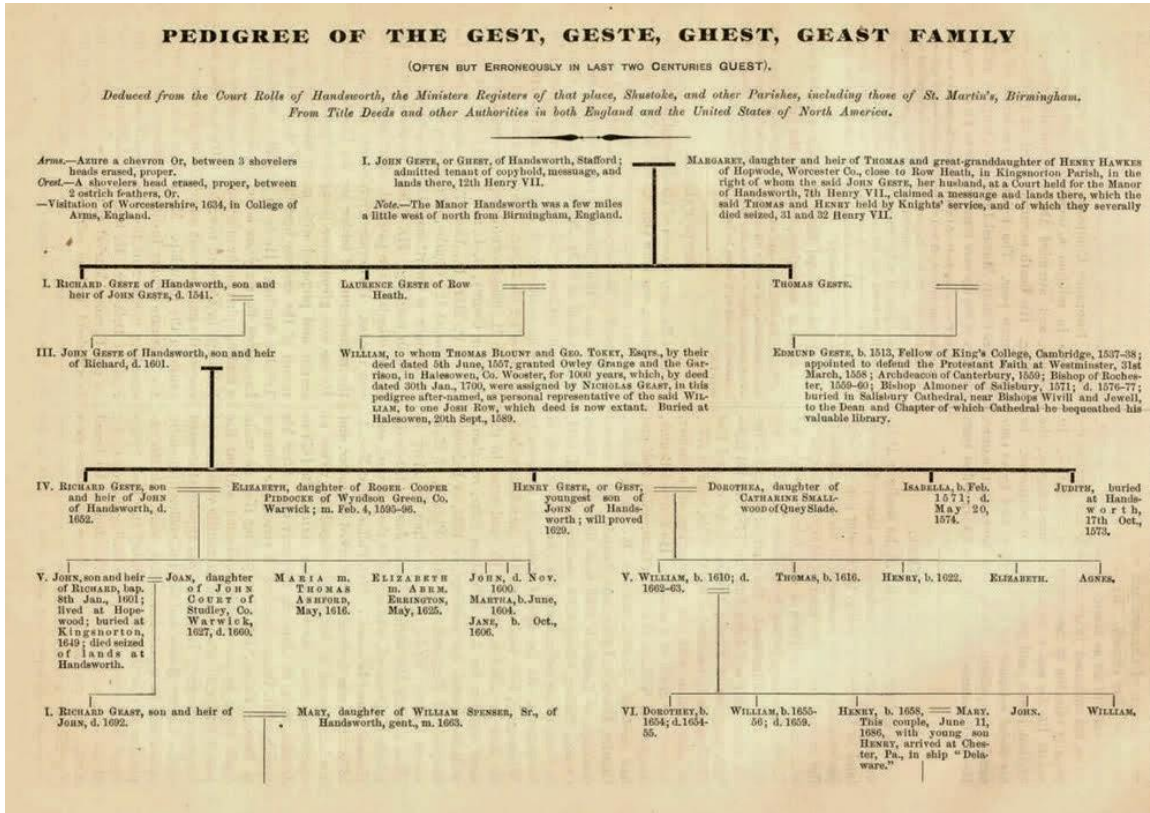 PEDIGREE OF THE GEST, GESTE, GHEST, GEAST FAMILY
(OFTEN BUT ERRONEOUSLY IN LAST TWO CENTURIES GUEST).
Deduced from the Court Rolls of Handsworth, the Ministers Registers of that place, Shustoke, and other Parishes, including those of St. Martin's, Birmingham.
From Title Deeds and other Authorities in both England and the United States of North America.
Arms.—Azure a chevron Or, between 3 shovelers
heads erased, proper.
Crest.—A shovelers head erased, proper, between
2 ostrich feathers, Or.
—Visitation of Worcestershire, 1634, in College of
Arms, England.
I. JOHN GESTE, or GHEST, of Handsworth, Stafford;
admitted tenant of copyhold, messuage, and
lands there, 12th Henry VII.
Note.—The Manor Handsworth was a few miles
a little west of north from Birmingham, England.
MARGARET, daughter and heir of THOMAS and great-granddaughter of HENRY HAWKES
of Hopwode, Worcester Co., close to Row Heath, in Kingsnorton Parish, in the
right of whom the said JOHN GESTE, her husband, at a Court held for the Manor
of Handsworth, 7th Henry VII., claimed a message and lands there, which the
said THOMAS and HENRY held by Knights' service, and of which they severally
died seized, 31 and 32 Henry VII.
I. RICHARD GESTE of Handsworth, son and
heir of JOHN GESTE, d. 1541.
LAURENCE GESTE of Row
Heath.
THOMAS GESTE.
III. JOHN GESTE of Handsworth, son and heir
of Richard, d. 1601.
WILLIAM, to whom THOMAS BLOUNT and GEO. TOKEY, Esqrs., by their
deed dated 5th June, 1557, granted Owley Grange and the Gar-
rison, in Halesowen, Co. Wooster, for 1000 years, which, by deed
dated 30th Jan., 1700, were assigned by NICHOLAS GEAST, in this
pedigree after-named, as personal representative of the said WIL-
LIAM, to one JOSH ROW, which deed is now extant. Buried at
Halesowen, 20th Sept., 1589.
EDMUND GESTE, b. 1513, Fellow of King's College, Cambridge, 1537-38;
appointed to defend the Protestant Faith at Westminster, 31st
March, 1558; Archdeacon of Canterbury, 1559; Bishop of Roches-
ter, 1559-60; Bishop Almoner of Salisbury, 1571; d. 1576-77;
buried in Salisbury Cathedral, near Bishops Wivill and Jewell,
to the Dean and Chapter of which Cathedral he bequeathed his
valuable library.
IV. RICHARD GESTE, son
and heir of JOHN
of Handsworth, d.
1652.
ELIZABETH, daughter of ROGER COOPER
PIDDOCKE of Wyndson Green, Co.
Warwick; m. Feb. 4, 1595-96.
HENRY GESTE, or GEST,
youngest son of
JOHN of Hands-
worth; will proved
1629.
DOROTHEA, daughter of
CATHARINE SMALL-
WOOD of Quey Slade.
ISABELLA, b. Feb.
1571; d.
May 20,
1574.
JUDITH, buried
at Hands-
worth,
17th Oct.,
1573.
V. JOHN, son and heir
of RICHARD, bap.
8th Jan., 1601;
lived at Hope-
wood; buried at
Kingsnorton,
1649; died seized
of lands at
Handsworth.
JOAN, daughter
of JOHN
COURT of
Studley, Co.
Warwick,
1627, d. 1660.
MARIA m.
THOMAS
ASHFORD,
May, 1616.
ELIZABETH
m. ABRM.
ERRINGTON,
May, 1625.
JOHN, d. Nov.
1600.
MARTHA, b. June,
1604.
JANE, b. Oct.,
1606.
V. WILLIAM, b. 1610; d.
1662-63.
THOMAS, b. 1616.
HENRY, b. 1622.
ELIZABETH.
AGNES.
I. RICHARD GEAST, son and heir of
JOHN, d. 1692.
MARY, daughter of WILLIAM SPENSER, Sr., of
Handsworth, gent., m. 1663.
VI. DOROTHEY, b.
1654; d. 1654-
55.
WILLIAM, b. 1655-
56; d. 1659.
HENRY, b. 1658,
This couple, June 11,
1686, with young son
HENRY, arrived at Ches-
ter, Pa., in ship "Dela-
ware."
MARY.
JOHN.
WILLIAM.